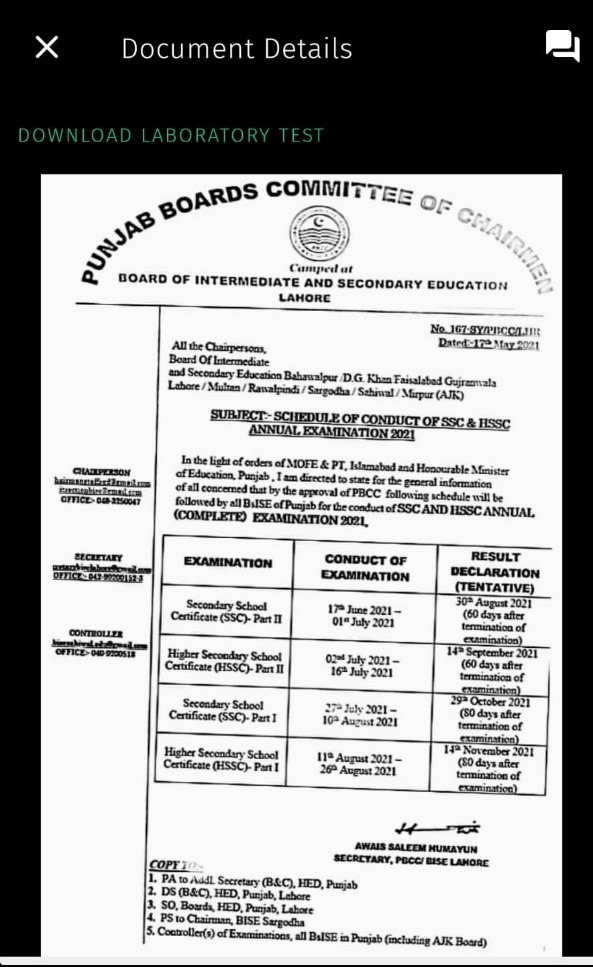 Document Details
DOWNLOAD LABORATORY TEST
PUNJAB BOARDS COMMITTEE OF CHAIRMEN
Camped at
BOARD OF INTERMEDIATE AND SECONDARY EDUCATION
LAHORE
Dated:-17th May 2021
All the Chairpersons,
Board Of Intermediate
and Secondary Education Bahawalpur /D.G. Khan Faisalabad Gujranwala
Lahore / Multan / Rawalpindi / Sargodha / Sahiwal / Mirpur (AJK)
SUBJECT:- SCHEDULE OF CONDUCT OF SSC & HSSC
ANNUAL EXAMINATION 2021
In the light of orders of MOFE & PT, Islamabad and Honourable Minister
of Education, Punjab , I am directed to state for the general information
of all concerned that by the approval of PBCC following schedule will be
followed by all BsISE of Punjab for the conduct of SSC AND HSSC ANNUAL
(COMPLETE) EXAMINATION 2021.
CHAIRPERSON
OFFICE:- 048-3250047
SECRETARY
OFFICE:- 042-99200192-3
CONTROLLER
OFFICE:- 040-9200518
EXAMINATION
CONDUCT OF
EXAMINATION
RESULT
DECLARATION
(TENTATIVE)
Secondary School
Certificate (SSC)- Part II
17th June 2021 –
01st July 2021
30th August 2021
(60 days after
termination of
examination)
Higher Secondary School
Certificate (HSSC)- Part II
02nd July 2021 –
16th July 2021
14th September 2021
(60 days after
termination of
examination)
Secondary School
Certificate (SSC)- Part I
27th July 2021 –
10th August 2021
29th October 2021
(80 days after
termination of
examination)
Higher Secondary School
Certificate (HSSC)- Part I
11th August 2021 –
26th August 2021
14th November 2021
(80 days after
termination of
examination)
AWAIS SALEEM HUMAYUN
SECRETARY, PBCC/ BISE LAHORE
COPY TO:-
1. PA to Addl. Secretary (B&C), HED, Punjab
2. DS (B&C), HED, Punjab, Lahore
3. SO, Boards, HED, Punjab, Lahore
4. PS to Chairman, BISE Sargodha
5. Controller(s) of Examinations, all BsISE in Punjab (including AJK Board)